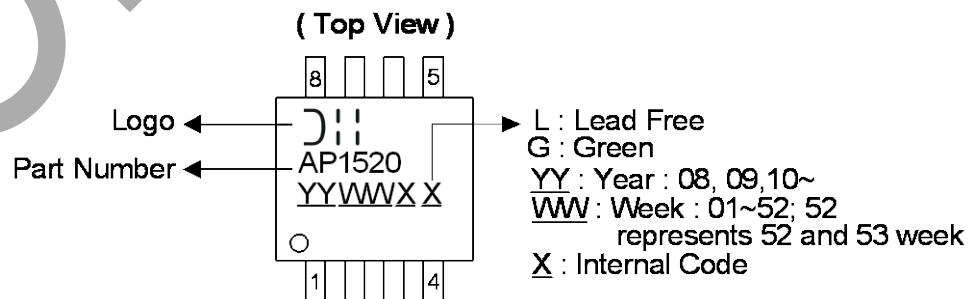 ( Top View )
8 5
Logo
AP1520
Part Number
YYWWX X
1 4
L : Lead Free
G : Green
YY : Year : 08, 09,10~
WW : Week : 01~52; 52
represents 52 and 53 week
X : Internal Code